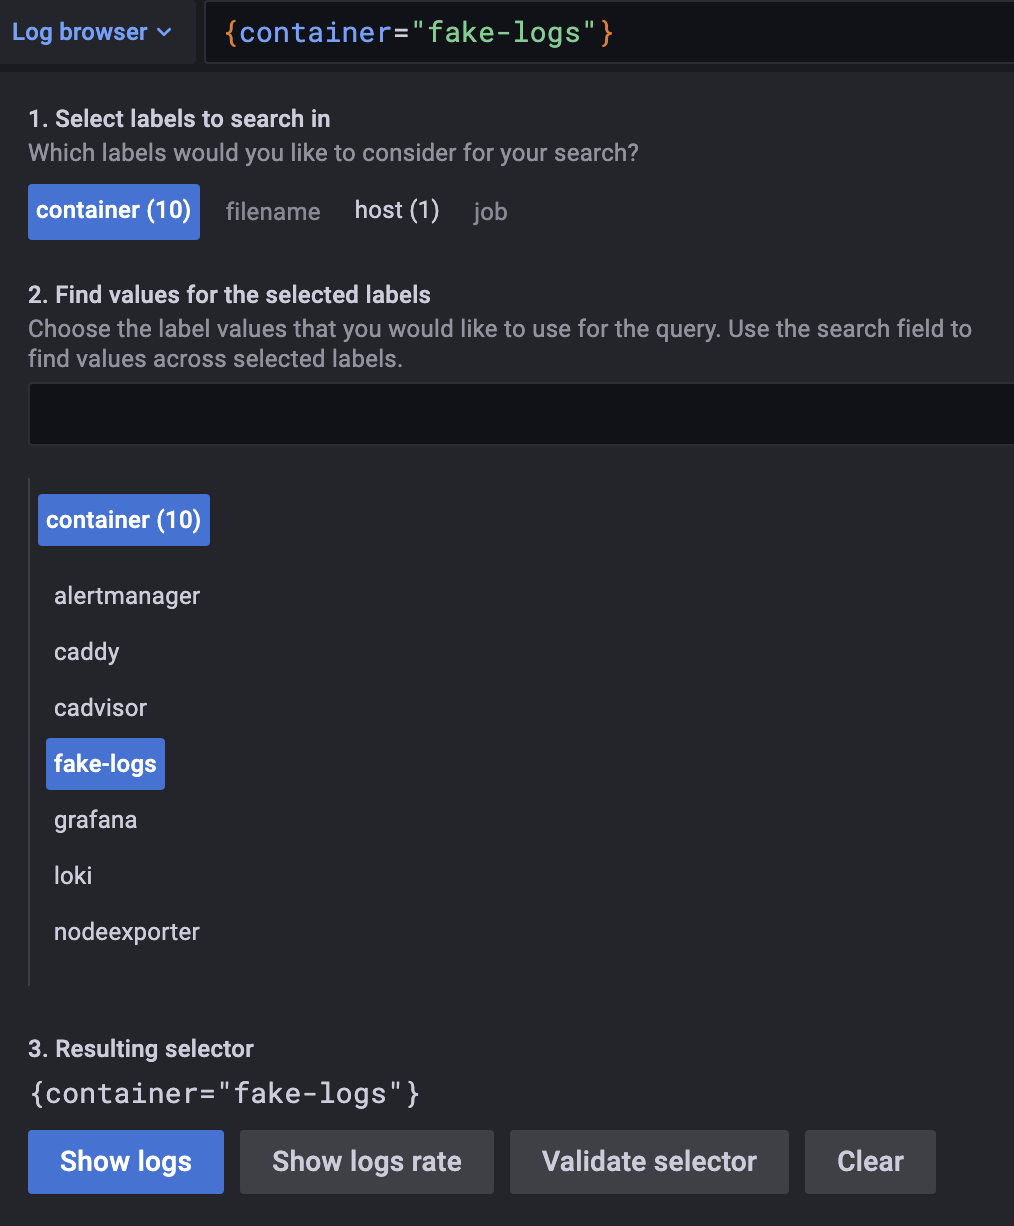 Log browser
{container="fake-logs"}
1. Select labels to search in
Which labels would you like to consider for your search?
container (10) filename host (1) job
2. Find values for the selected labels
Choose the label values that you would like to use for the query. Use the search field to
find values across selected labels.
container (10)
alertmanager
caddy
cadvisor
fake-logs
grafana
loki
nodeexporter
3. Resulting selector
{container="fake-logs"}
Show logs Show logs rate Validate selector Clear